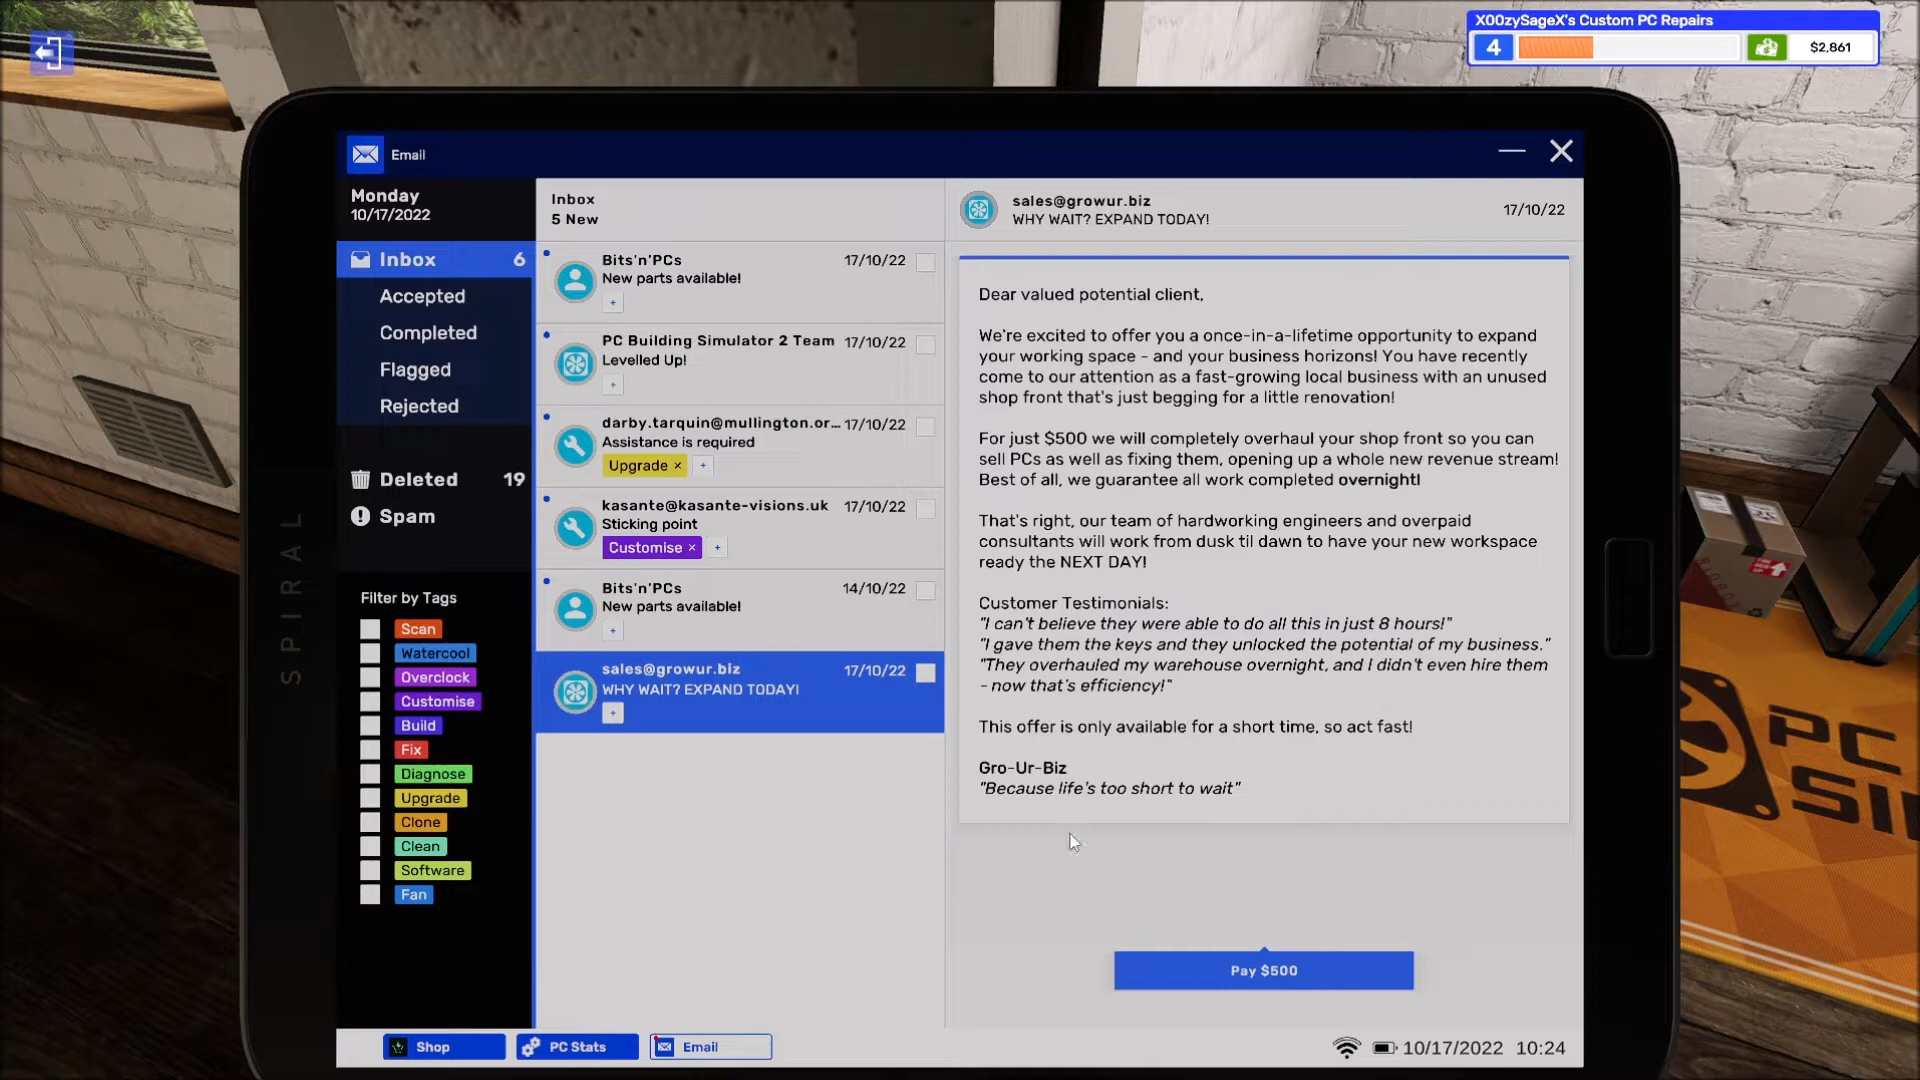 X00zySageX's Custom PC Repairs
4
$2,861
Email
Monday
10/17/2022
Inbox 6
Accepted
Completed
Flagged
Rejected
Deleted 19
Spam
Filter by Tags
Scan
Watercool
Overclock
Customise
Build
Fix
Diagnose
Upgrade
Clone
Clean
Software
Fan
Inbox
5 New
Bits'n'PCs 17/10/22
New parts available!
+
PC Building Simulator 2 Team 17/10/22
Levelled Up!
+
darby.tarquin@mullington.or... 17/10/22
Assistance is required
Upgrade × +
kasante@kasante-visions.uk 17/10/22
Sticking point
Customise × +
Bits'n'PCs 14/10/22
New parts available!
+
sales@growur.biz 17/10/22
WHY WAIT? EXPAND TODAY!
+
sales@growur.biz
WHY WAIT? EXPAND TODAY!
17/10/22
Dear valued potential client,
We're excited to offer you a once-in-a-lifetime opportunity to expand
your working space - and your business horizons! You have recently
come to our attention as a fast-growing local business with an unused
shop front that's just begging for a little renovation!
For just $500 we will completely overhaul your shop front so you can
sell PCs as well as fixing them, opening up a whole new revenue stream!
Best of all, we guarantee all work completed overnight!
That's right, our team of hardworking engineers and overpaid
consultants will work from dusk til dawn to have your new workspace
ready the NEXT DAY!
Customer Testimonials:
"I can't believe they were able to do all this in just 8 hours!"
"I gave them the keys and they unlocked the potential of my business."
"They overhauled my warehouse overnight, and I didn't even hire them
- now that's efficiency!"
This offer is only available for a short time, so act fast!
Gro-Ur-Biz
"Because life's too short to wait"
Pay $500
Shop
PC Stats
Email
10/17/2022 10:24
SPIRAL
PC
SI